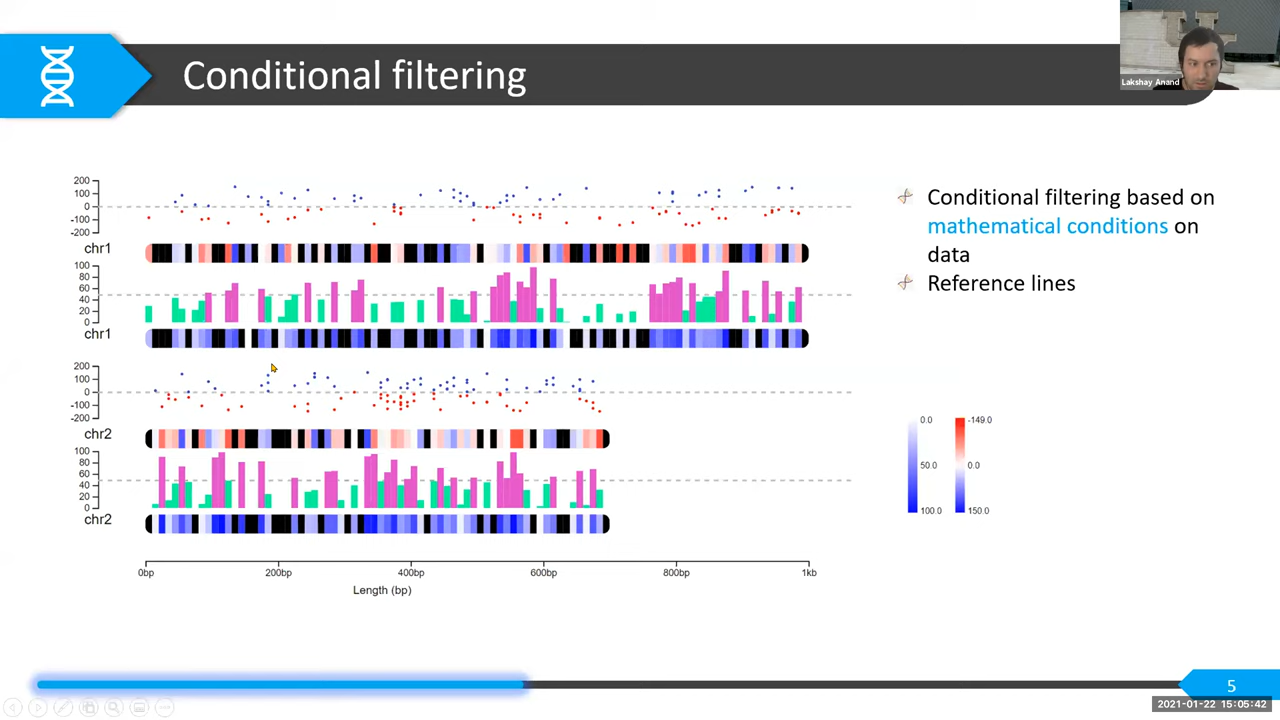 Conditional filtering
Lakshay Anand
200
100
0
-100
-200
chr1
100
80
60
40
20
0
chr1
200
100
0
-100
-200
chr2
100
80
60
40
20
0
chr2
0bp 200bp 400bp 600bp 800bp 1kb
Length (bp)
Conditional filtering based on
mathematical conditions on
data
Reference lines
0.0 -149.0
50.0 0.0
100.0 150.0
5
2021-01-22 15:05:42